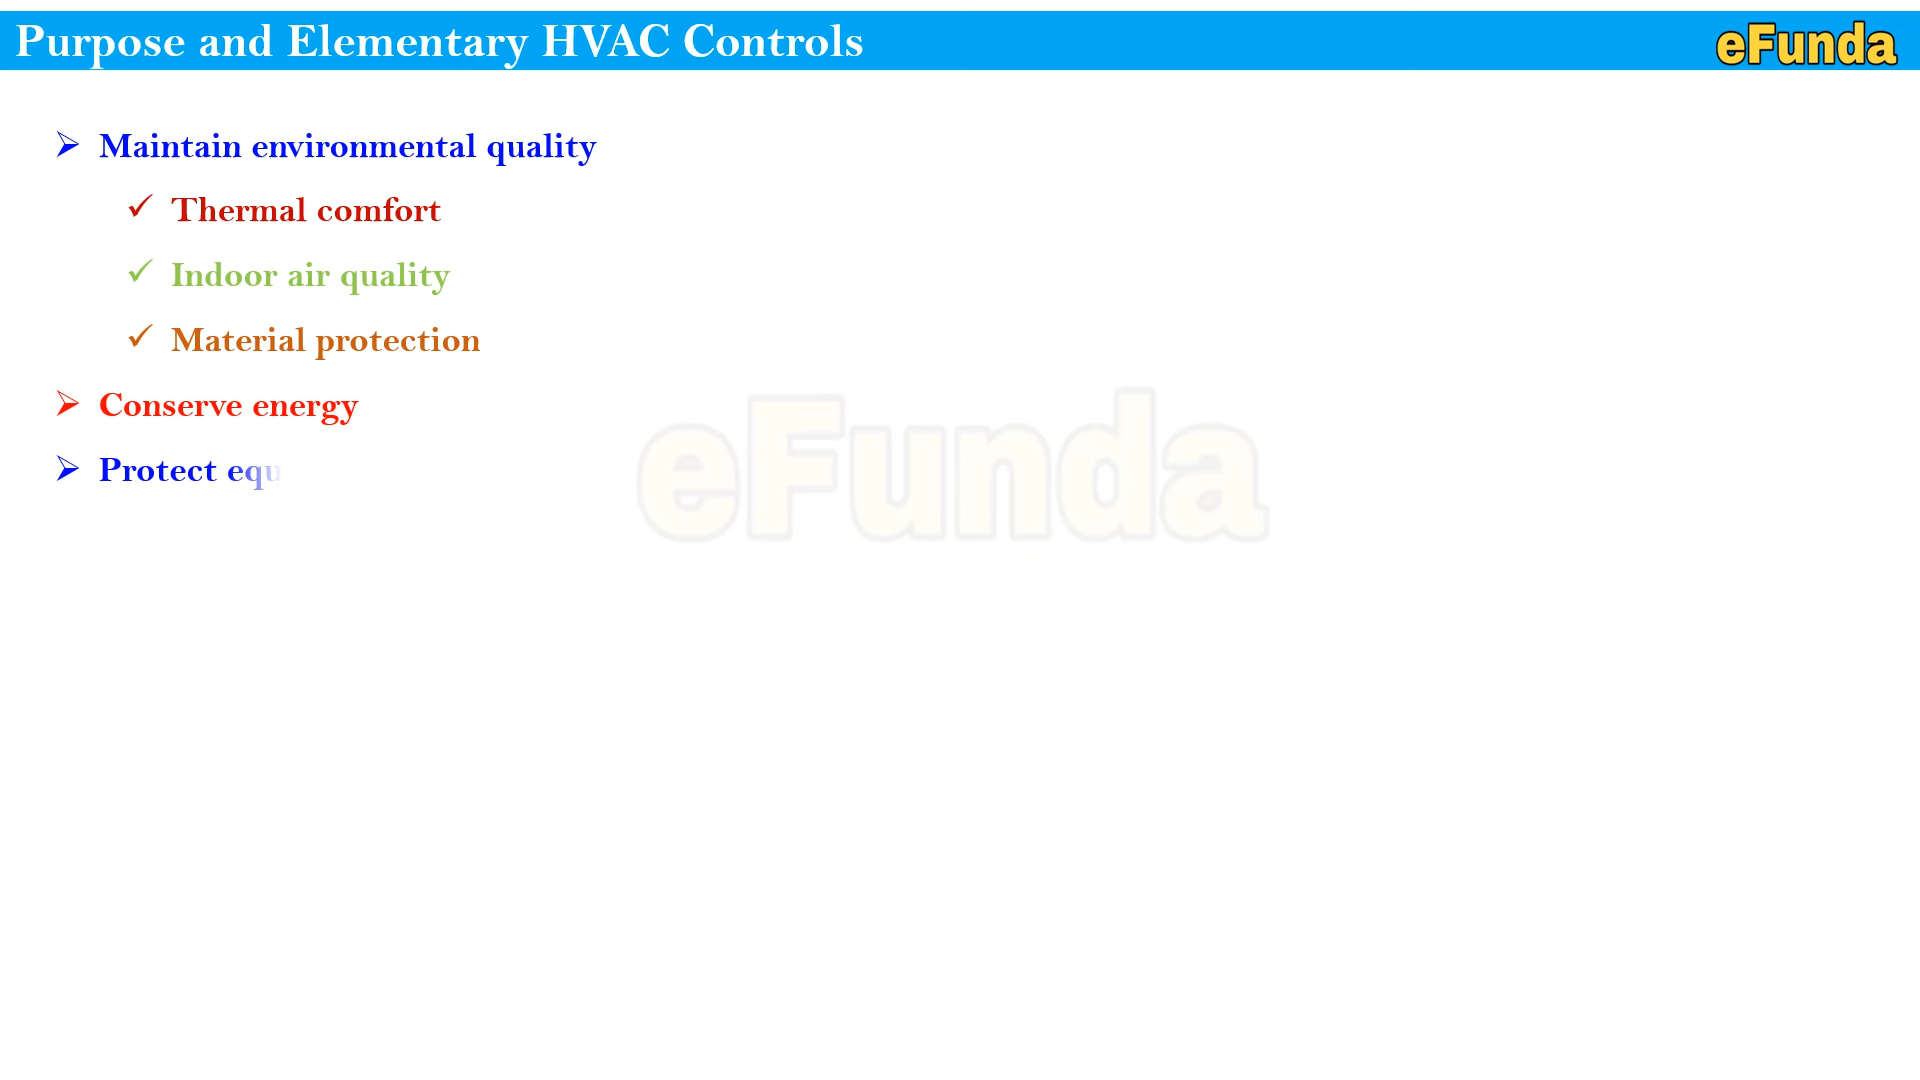 Purpose and Elementary HVAC Controls
eFunda
Maintain environmental quality
Thermal comfort
Indoor air quality
Material protection
Conserve energy
Protect equ
eFunda